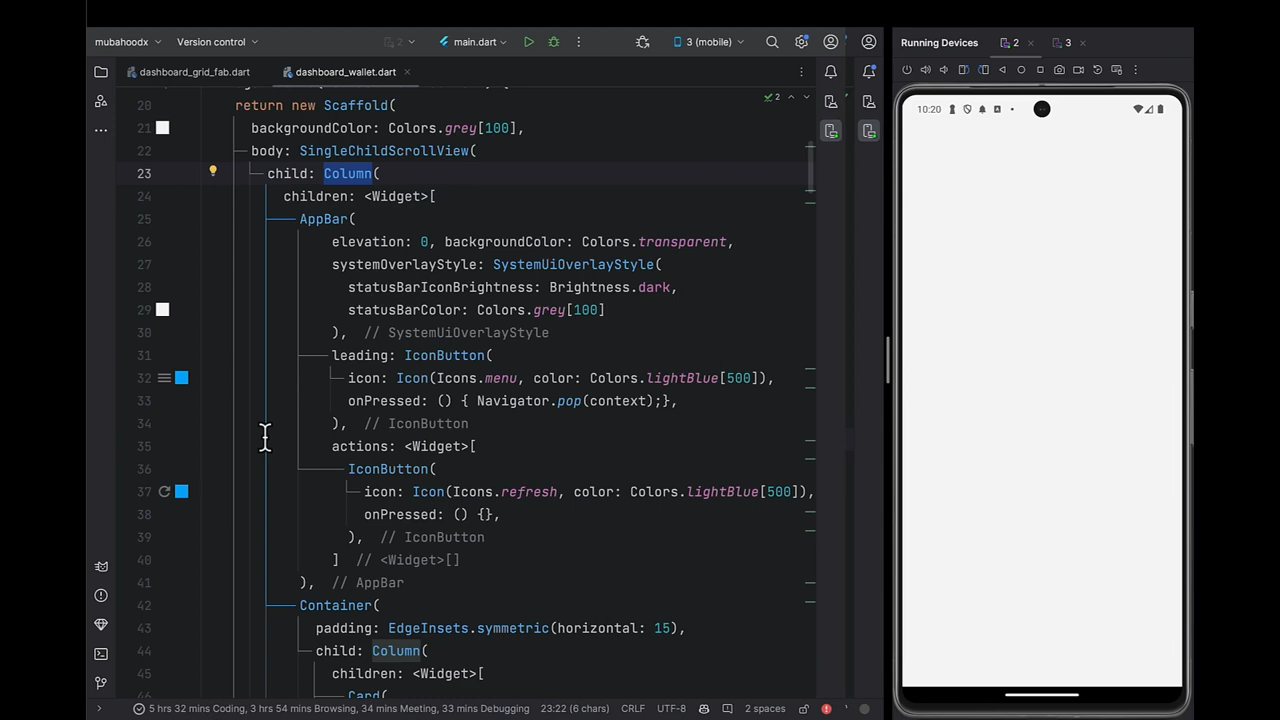 mubahoodx Version control 2 main.dart 3 (mobile) Running Devices 2 3
dashboard_grid_fab.dart dashboard_wallet.dart
2
10:20
20 return new Scaffold(
21 backgroundColor: Colors.grey[100],
22 body: SingleChildScrollView(
23 child: Column(
24 children: <Widget>[
25 AppBar(
26 elevation: 0, backgroundColor: Colors.transparent,
27 systemOverlayStyle: SystemUiOverlayStyle(
28 statusBarIconBrightness: Brightness.dark,
29 statusBarColor: Colors.grey[100]
30 ), // SystemUiOverlayStyle
31 leading: IconButton(
32 icon: Icon(Icons.menu, color: Colors.lightBlue[500]),
33 onPressed: () { Navigator.pop(context);},
34 ), // IconButton
35 actions: <Widget>[
36 IconButton(
37 icon: Icon(Icons.refresh, color: Colors.lightBlue[500]),
38 onPressed: () {},
39 ), // IconButton
40 ] // <Widget>[]
41 ), // AppBar
42 Container(
43 padding: EdgeInsets.symmetric(horizontal: 15),
44 child: Column(
45 children: <Widget>[
46 Card(
5 hrs 32 mins Coding, 3 hrs 54 mins Browsing, 34 mins Meeting, 33 mins Debugging 23:22 (6 chars) CRLF UTF-8 2 spaces